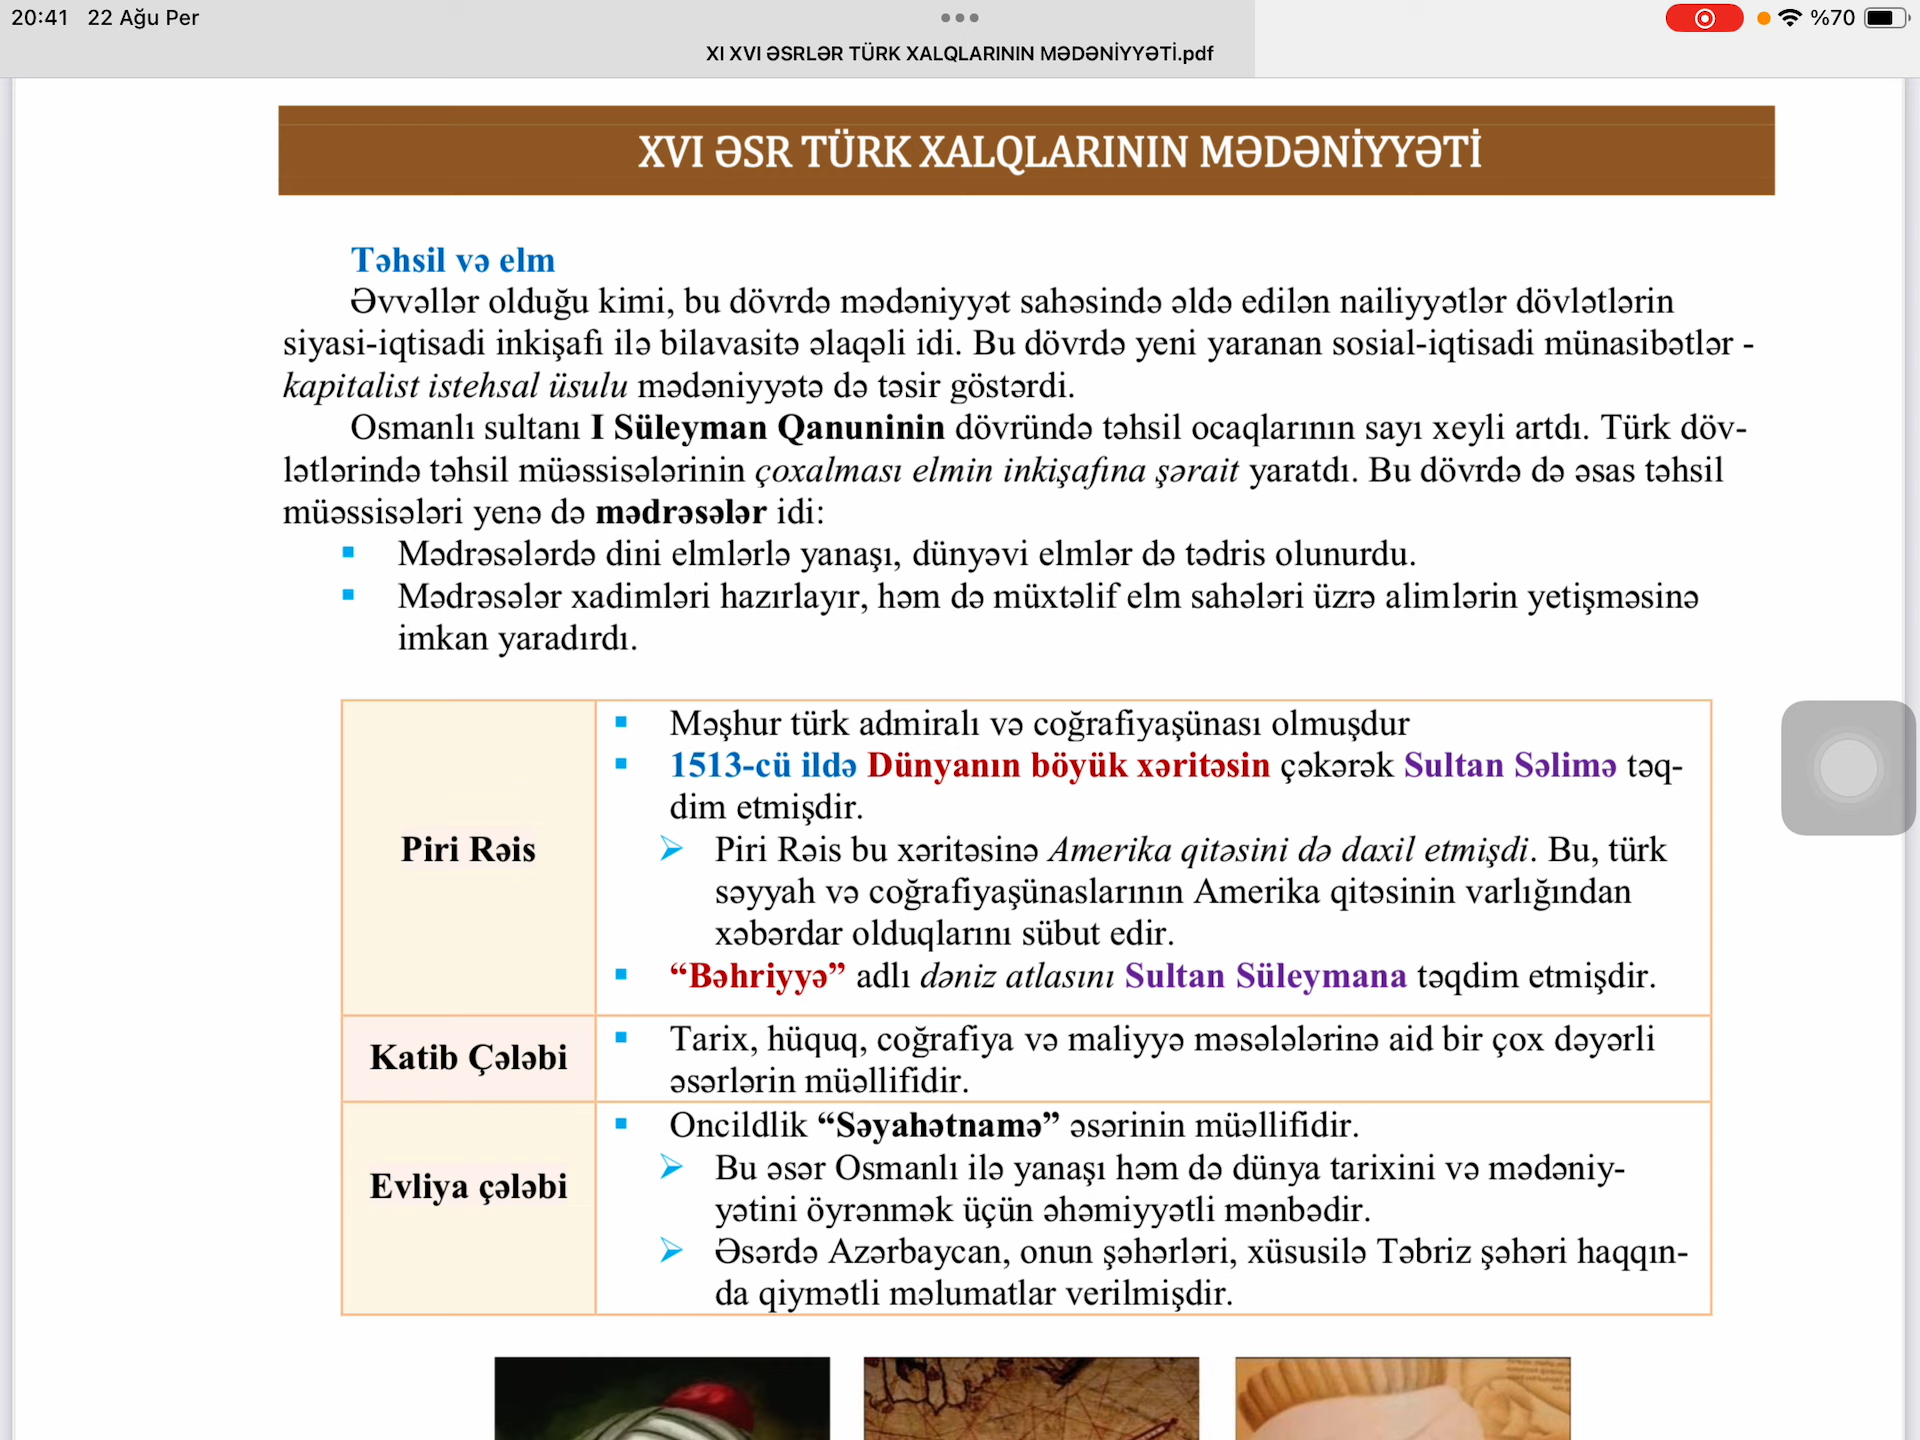 20:41 22 Ağu Per
%70
XI XVI ƏSRLƏR TÜRK XALQLARININ MƏDƏNİYYƏTİ.pdf
XVI ƏSR TÜRK XALQLARININ MƏDƏNİYYƏTİ
Təhsil və elm
Əvvəllər olduğu kimi, bu dövrdə mədəniyyət sahəsində əldə edilən nailiyyətlər dövlətlərin
siyasi-iqtisadi inkişafı ilə bilavasitə əlaqəli idi. Bu dövrdə yeni yaranan sosial-iqtisadi münasibətlər -
kapitalist istehsal üsulu mədəniyyətə də təsir göstərdi.
Osmanlı sultanı I Süleyman Qanuninin dövründə təhsil ocaqlarının sayı xeyli artdı. Türk döv-
lətlərində təhsil müəssisələrinin çoxalması elmin inkişafına şərait yaratdı. Bu dövrdə də əsas təhsil
müəssisələri yenə də mədrəsələr idi:
▪ Mədrəsələrdə dini elmlərlə yanaşı, dünyəvi elmlər də tədris olunurdu.
▪ Mədrəsələr xadimləri hazırlayır, həm də müxtəlif elm sahələri üzrə alimlərin yetişməsinə
imkan yaradırdı.
Piri Rəis
▪ Məşhur türk admiralı və coğrafiyaşünası olmuşdur
▪ 1513-cü ildə Dünyanın böyük xəritəsin çəkərək Sultan Səlimə təq-
dim etmişdir.
➢ Piri Rəis bu xəritəsinə Amerika qitəsini də daxil etmişdi. Bu, türk
səyyah və coğrafiyaşünaslarının Amerika qitəsinin varlığından
xəbərdar olduqlarını sübut edir.
▪ “Bəhriyyə” adlı dəniz atlasını Sultan Süleymana təqdim etmişdir.
Katib Çələbi
▪ Tarix, hüquq, coğrafiya və maliyyə məsələlərinə aid bir çox dəyərli
əsərlərin müəllifidir.
Evliya çələbi
▪ Oncildlik “Səyahətnamə” əsərinin müəllifidir.
➢ Bu əsər Osmanlı ilə yanaşı həm də dünya tarixini və mədəniy-
yətini öyrənmək üçün əhəmiyyətli mənbədir.
➢ Əsərdə Azərbaycan, onun şəhərləri, xüsusilə Təbriz şəhəri haqqın-
da qiymətli məlumatlar verilmişdir.